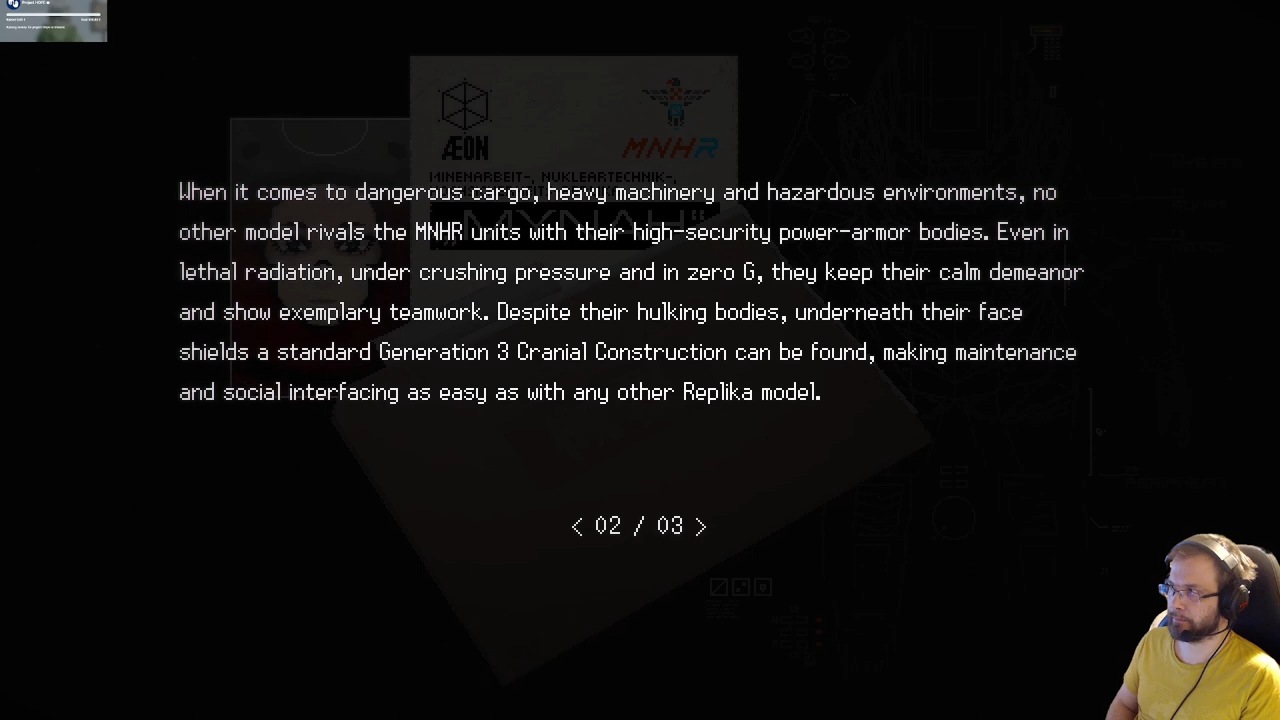 Project HOPE
ÆON
MNHR
MINENARBEIT-, NUKLEARTECHNIK-,
"MYNAH"
When it comes to dangerous cargo, heavy machinery and hazardous environments, no
other model rivals the MNHR units with their high-security power-armor bodies. Even in
lethal radiation, under crushing pressure and in zero G, they keep their calm demeanor
and show exemplary teamwork. Despite their hulking bodies, underneath their face
shields a standard Generation 3 Cranial Construction can be found, making maintenance
and social interfacing as easy as with any other Replika model.
< 02 / 03 >